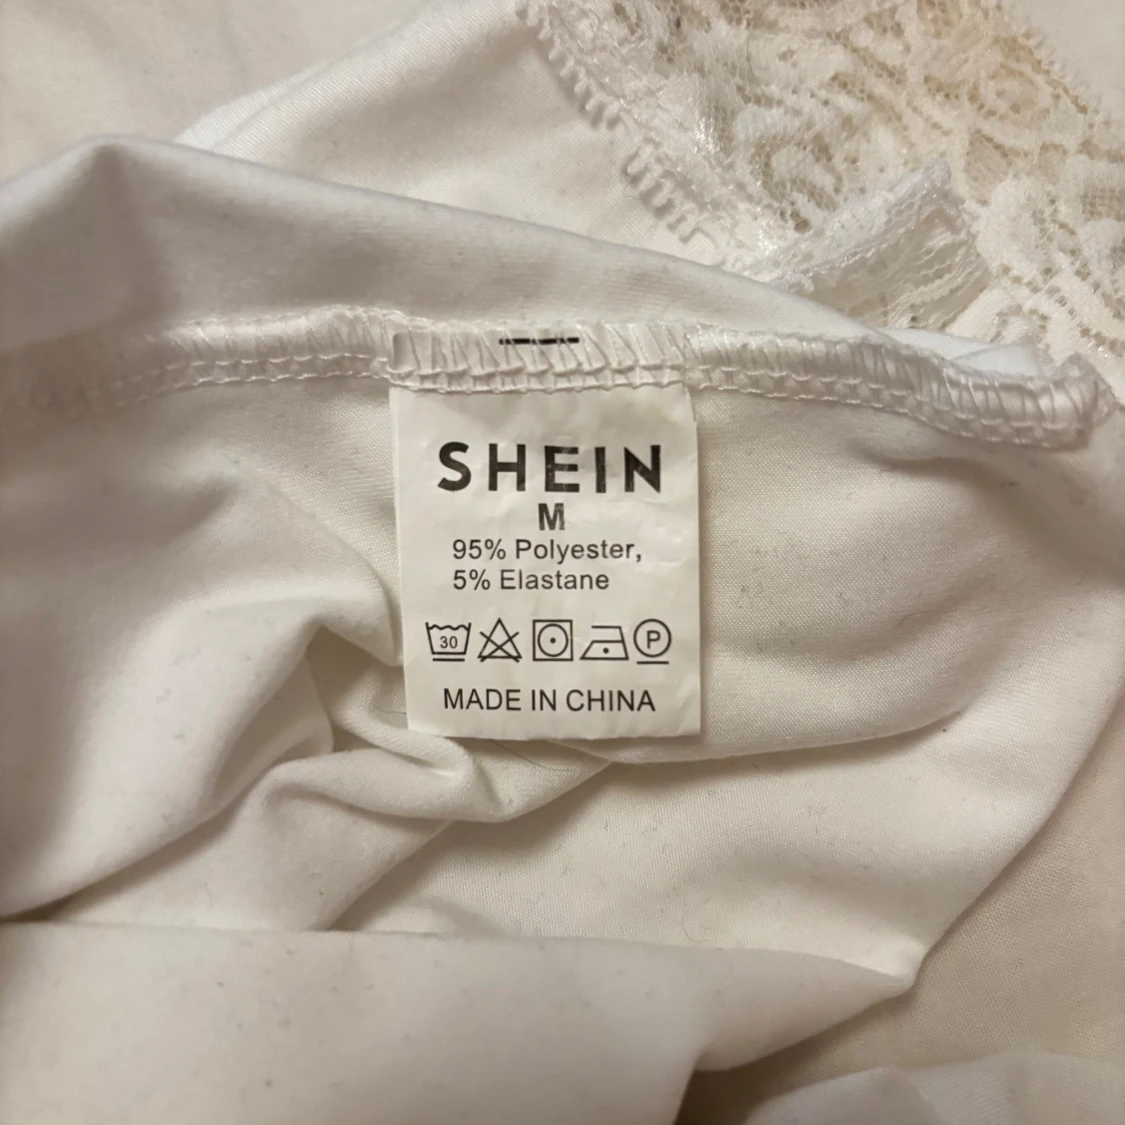 SHEIN
M
95% Polyester,
5% Elastane
30 P
MADE IN CHINA